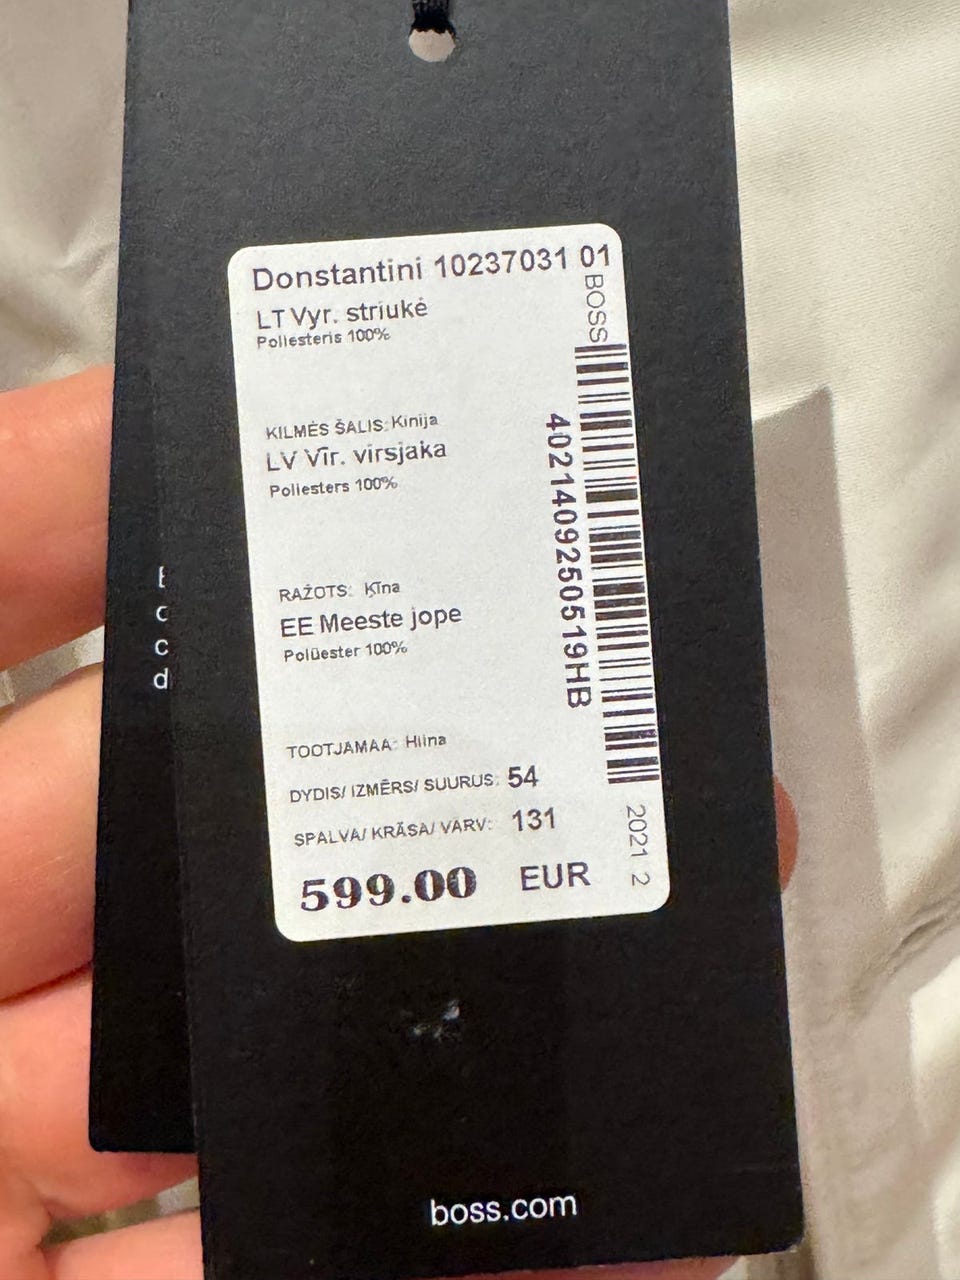 Donstantini 10237031 01
BOSS
LT Vyr. striukė
Poliesteris 100%
KILMĖS ŠALIS: Kinija
LV Vīr. virsjaka
Poliesters 100%
4021409250519HB
RAŽOTS: Ķīna
EE Meeste jope
Polüester 100%
TOOTJAMAA: Hiina
DYDIS/ IZMĒRS/ SUURUS: 54
SPALVA/ KRĀSA/ VARV: 131
2021 2
599.00 EUR
boss.com